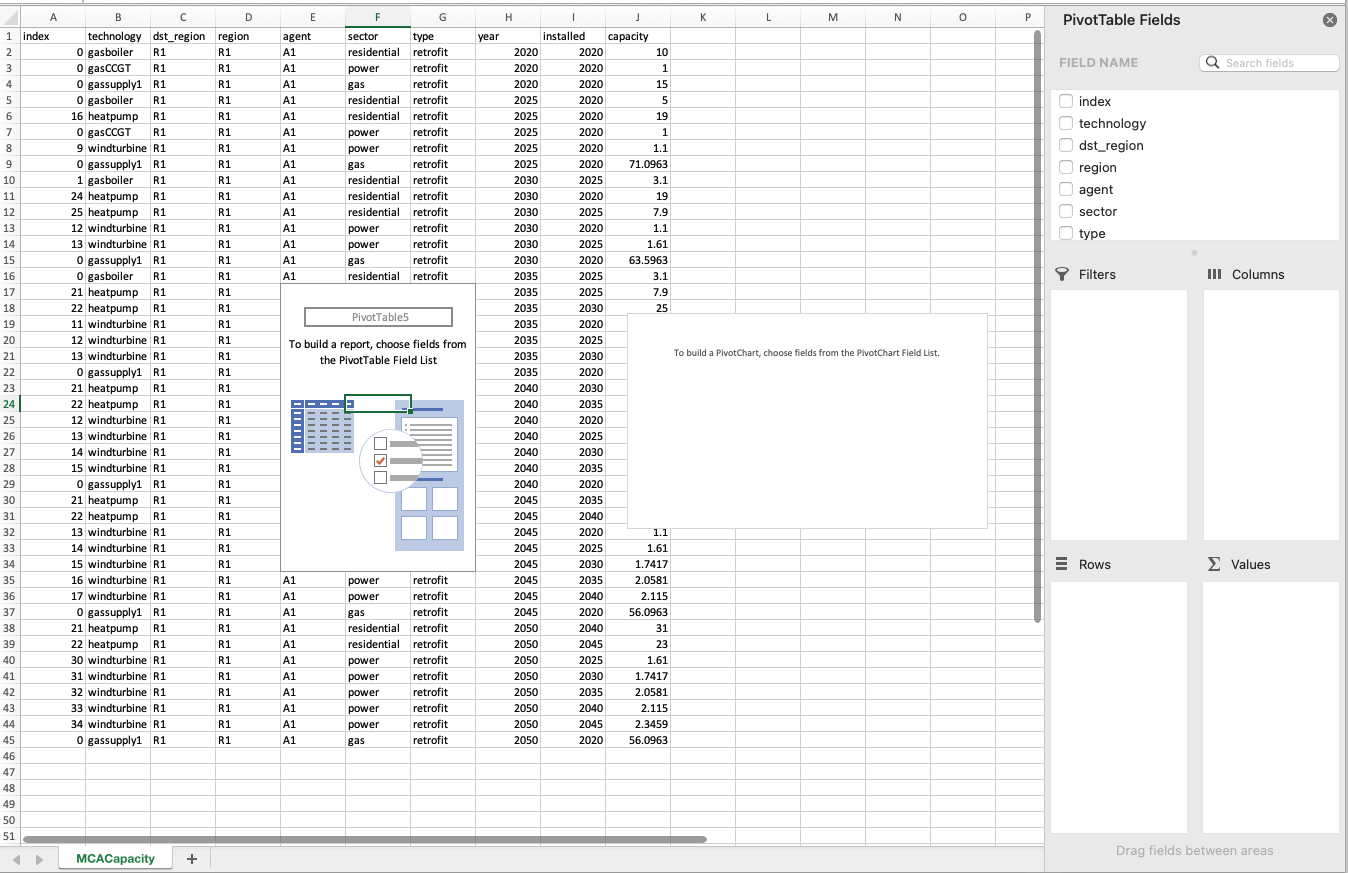 A B C D E F G H I J K L M N O P
1 index technology dst_region region agent sector type year installed capacity
2 0 gasboiler R1 R1 A1 residential retrofit 2020 2020 10
3 0 gasCCGT R1 R1 A1 power retrofit 2020 2020 1
4 0 gassupply1 R1 R1 A1 gas retrofit 2020 2020 15
5 0 gasboiler R1 R1 A1 residential retrofit 2025 2020 5
6 16 heatpump R1 R1 A1 residential retrofit 2025 2025 19
7 0 gasCCGT R1 R1 A1 power retrofit 2025 2020 1
8 9 windturbine R1 R1 A1 power retrofit 2025 2020 1.1
9 0 gassupply1 R1 R1 A1 gas retrofit 2025 2020 71.0963
10 1 gasboiler R1 R1 A1 residential retrofit 2030 2025 3.1
11 24 heatpump R1 R1 A1 residential retrofit 2030 2020 19
12 25 heatpump R1 R1 A1 residential retrofit 2030 2025 7.9
13 12 windturbine R1 R1 A1 power retrofit 2030 2020 1.1
14 13 windturbine R1 R1 A1 power retrofit 2030 2025 1.61
15 0 gassupply1 R1 R1 A1 gas retrofit 2030 2020 63.5963
16 0 gasboiler R1 R1 A1 residential retrofit 2035 2025 3.1
17 21 heatpump R1 R1 2035 2025 7.9
18 22 heatpump R1 R1 2035 2030 25
19 11 windturbine R1 R1 2035 2020
20 12 windturbine R1 R1 2035 2025
21 13 windturbine R1 R1 2035 2030
22 0 gassupply1 R1 R1 2035 2020
23 21 heatpump R1 R1 2040 2030
24 22 heatpump R1 R1 2040 2035
25 12 windturbine R1 R1 2040 2020
26 13 windturbine R1 R1 2040 2025
27 14 windturbine R1 R1 2040 2030
28 15 windturbine R1 R1 2040 2035
29 0 gassupply1 R1 R1 2040 2020
30 21 heatpump R1 R1 2045 2035
31 22 heatpump R1 R1 2045 2040
32 13 windturbine R1 R1 2045 2020 1.1
33 14 windturbine R1 R1 2045 2025 1.61
34 15 windturbine R1 R1 2045 2030 1.7417
35 16 windturbine R1 R1 A1 power retrofit 2045 2035 2.0581
36 17 windturbine R1 R1 A1 power retrofit 2045 2040 2.115
37 0 gassupply1 R1 R1 A1 gas retrofit 2045 2020 56.0963
38 21 heatpump R1 R1 A1 residential retrofit 2050 2040 31
39 22 heatpump R1 R1 A1 residential retrofit 2050 2045 23
40 30 windturbine R1 R1 A1 power retrofit 2050 2025 1.61
41 31 windturbine R1 R1 A1 power retrofit 2050 2030 1.7417
42 32 windturbine R1 R1 A1 power retrofit 2050 2035 2.0581
43 33 windturbine R1 R1 A1 power retrofit 2050 2040 2.115
44 34 windturbine R1 R1 A1 power retrofit 2050 2045 2.3459
45 0 gassupply1 R1 R1 A1 gas retrofit 2050 2020 56.0963
46
47
48
49
50
51
PivotTable5
To build a report, choose fields from
the PivotTable Field List
To build a PivotChart, choose fields from the PivotChart Field List.
MCACapacity
PivotTable Fields
FIELD NAME Search fields
index
technology
dst_region
region
agent
sector
type
Filters Columns
Rows Values
Drag fields between areas